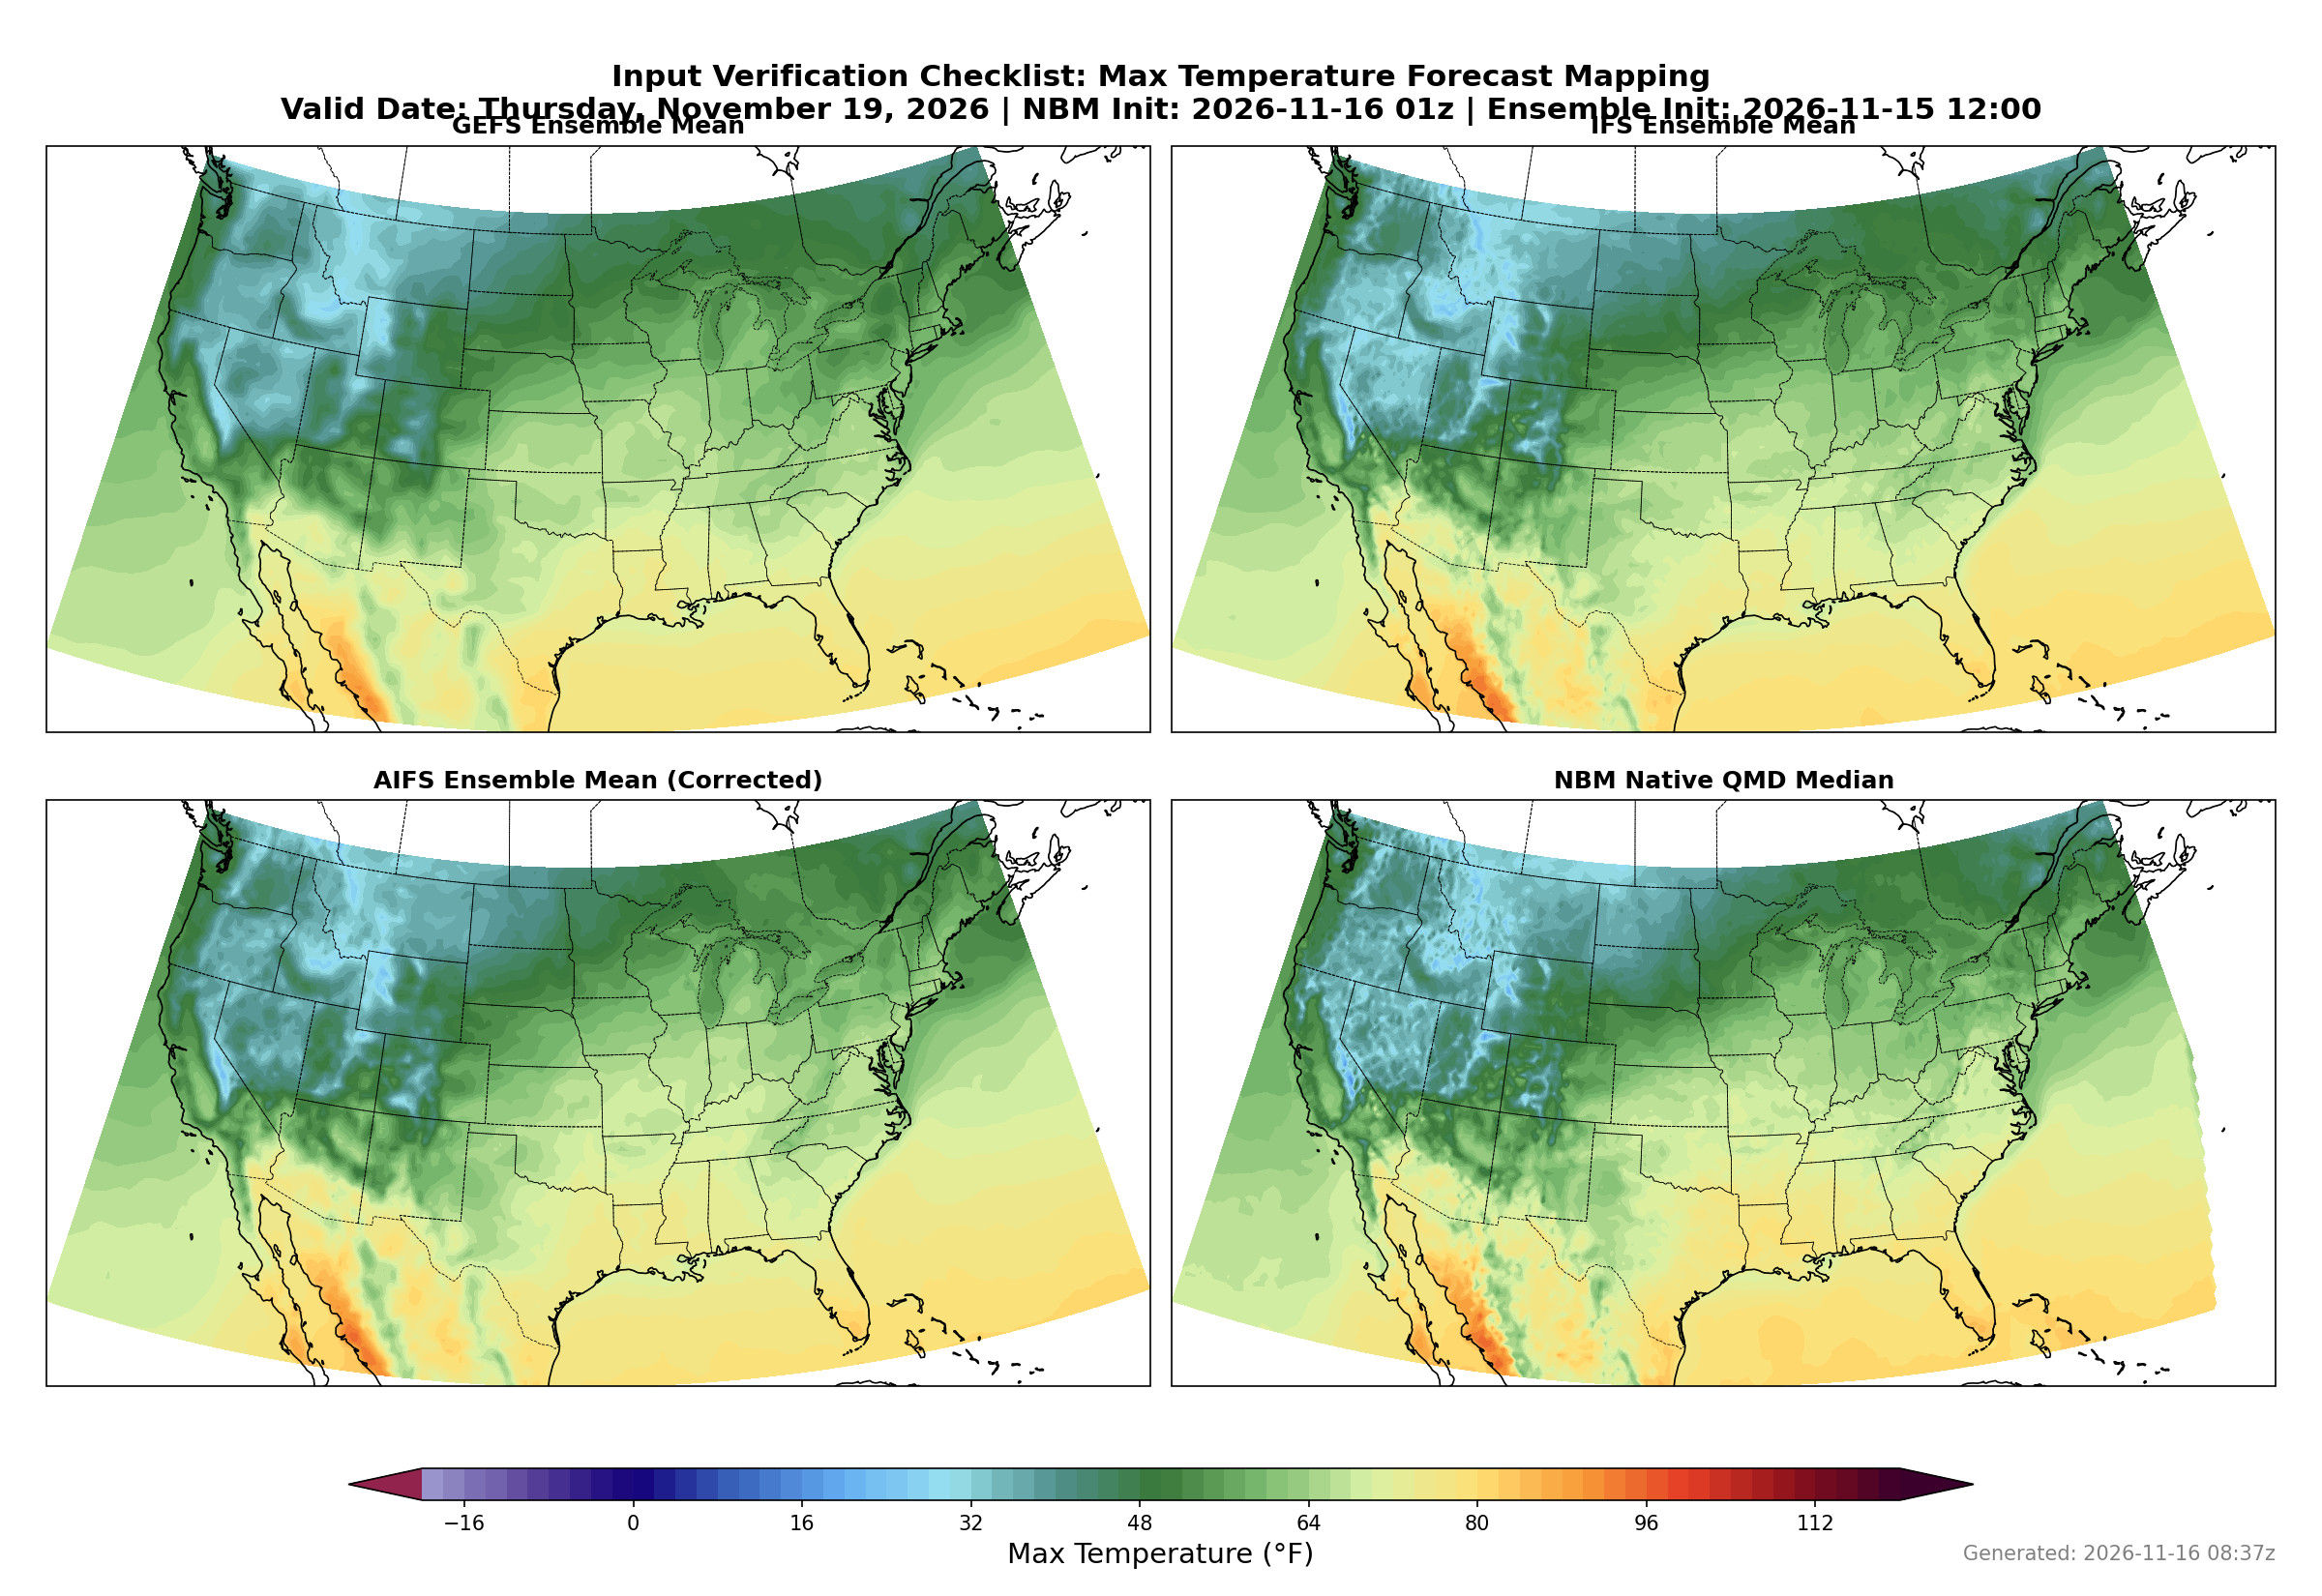 Input Verification Checklist: Max Temperature Forecast Mapping
Valid Date: Thursday, November 19, 2026 | NBM Init: 2026-11-16 01z | Ensemble Init: 2026-11-15 12:00
GEFS Ensemble Mean
IFS Ensemble Mean
AIFS Ensemble Mean (Corrected)
NBM Native QMD Median
−16 0 16 32 48 64 80 96 112
Max Temperature (°F)
Generated: 2026-11-16 08:37z